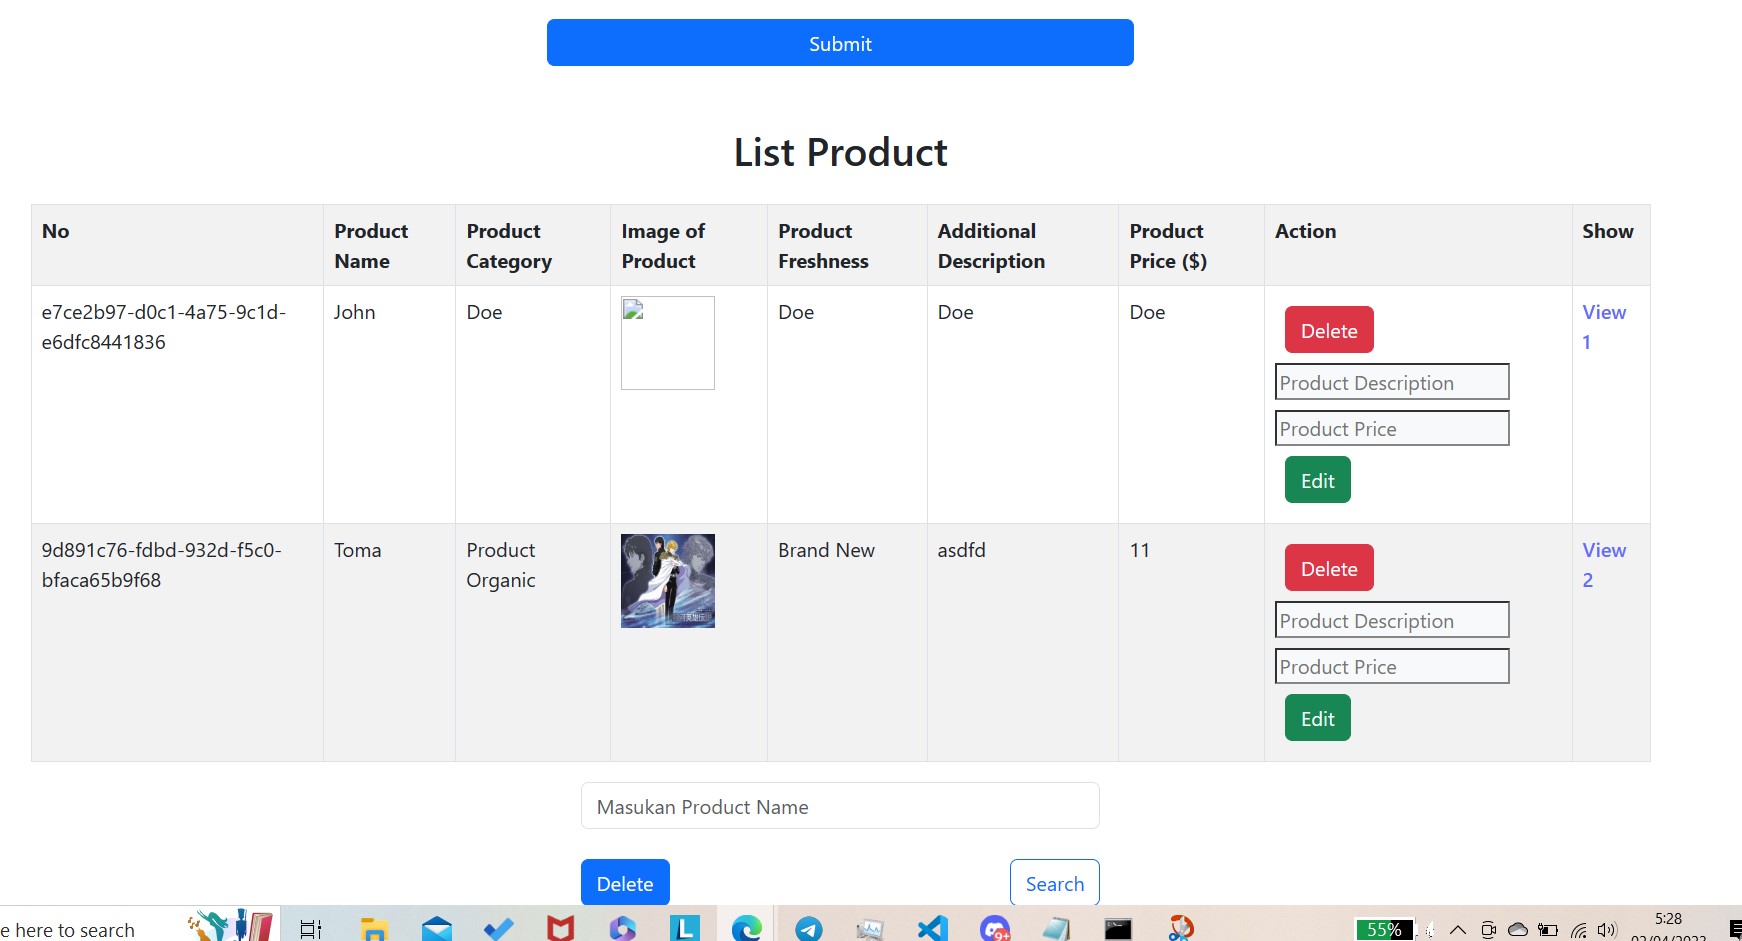 Submit
List Product
No
Product
Name
Product
Category
Image of
Product
Product
Freshness
Additional
Description
Product
Price ($)
Action
Show
e7ce2b97-d0c1-4a75-9c1d-
e6dfc8441836
John
Doe
Doe
Doe
Doe
Delete
Product Description
Product Price
Edit
View
1
9d891c76-fdbd-932d-f5c0-
bfaca65b9f68
Toma
Product
Organic
Brand New
asdfd
11
Delete
Product Description
Product Price
Edit
View
2
Masukan Product Name
Delete
Search
e here to search
L
9+
55%
5:28